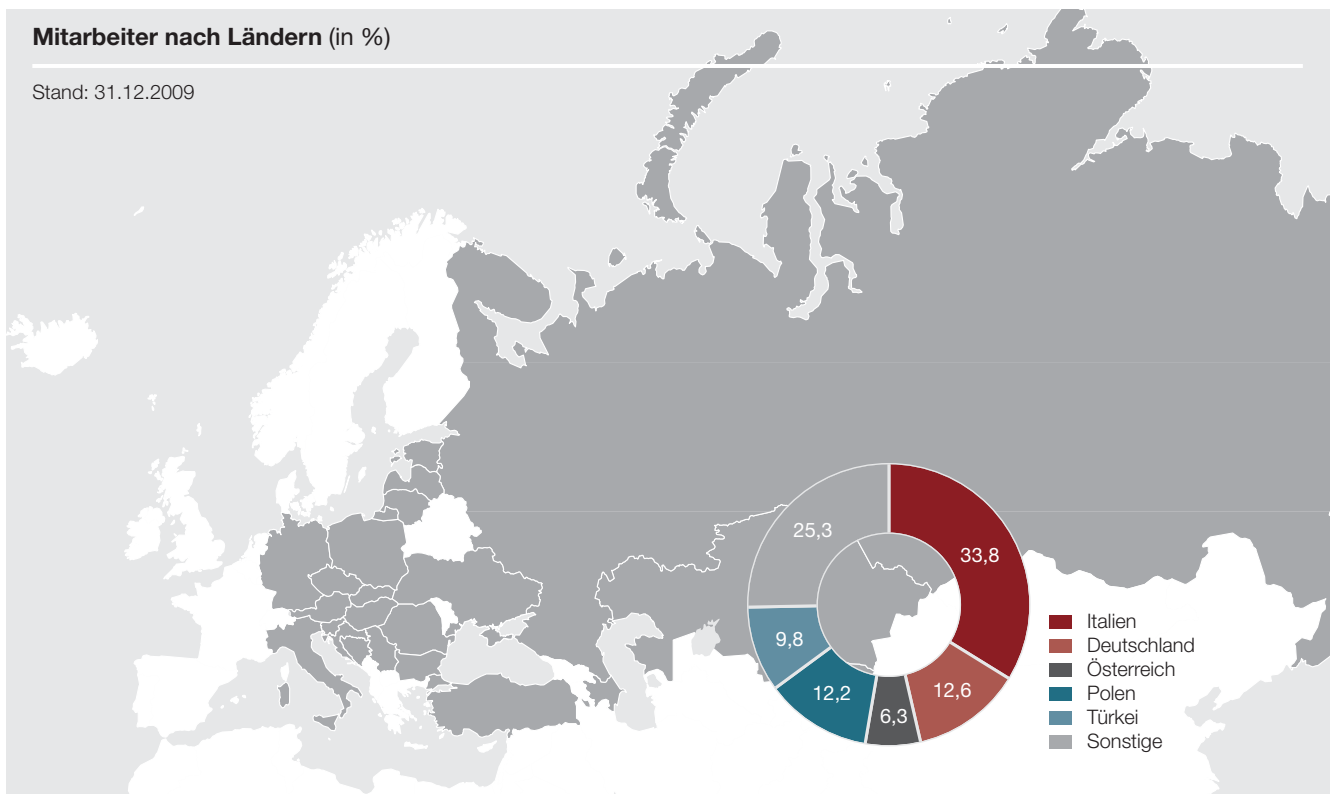 Mitarbeiter nach Ländern (in %)
Stand: 31.12.2009
25,3
33,8
9,8
12,2
6,3
12,6
Italien
Deutschland
Österreich
Polen
Türkei
Sonstige